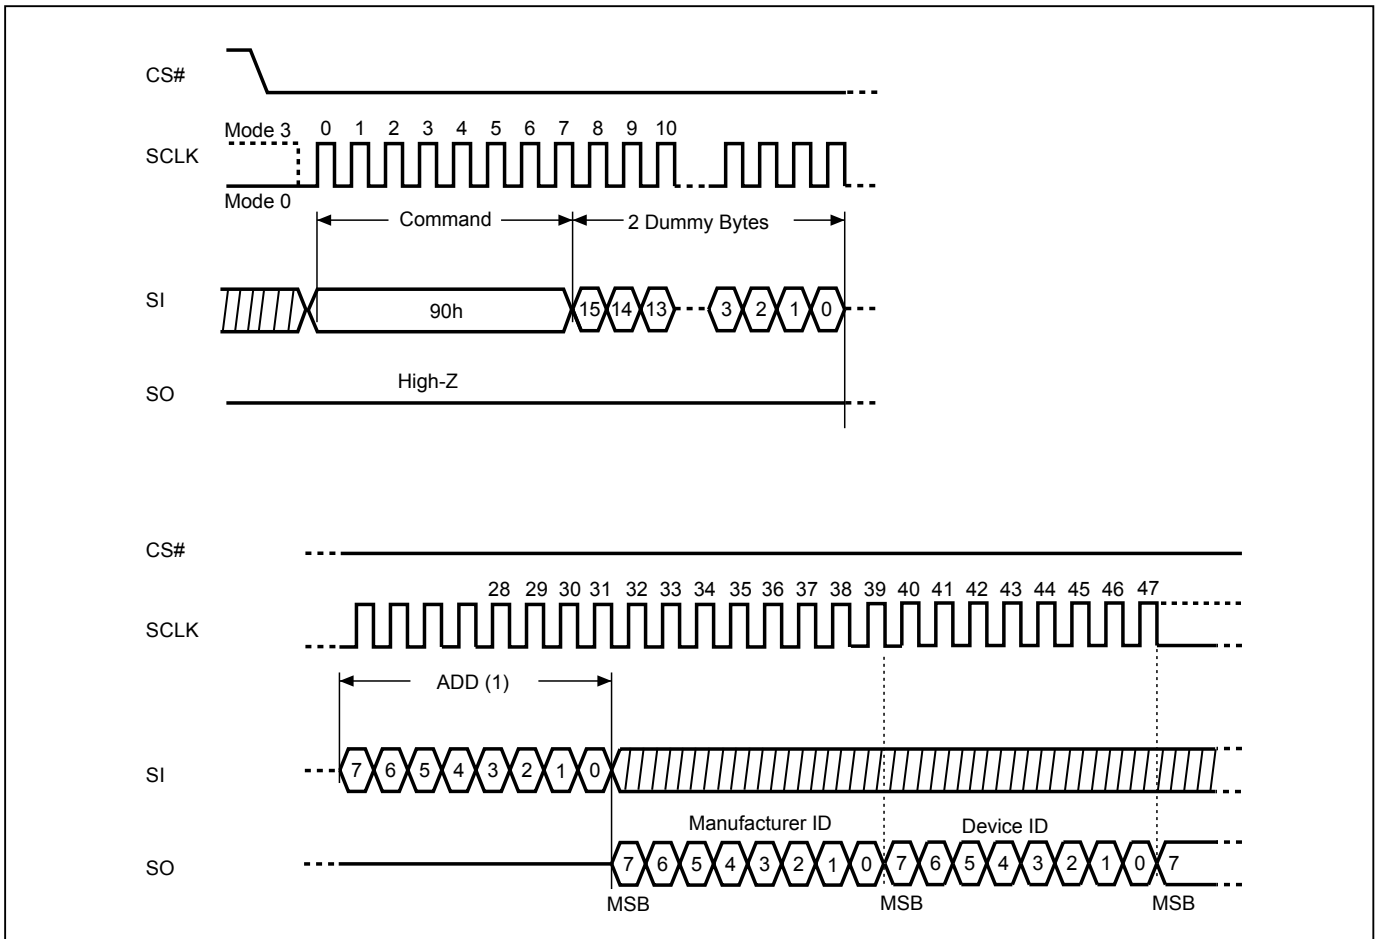 CS#
Mode 3 0 1 2 3 4 5 6 7 8 9 10
SCLK
Mode 0
Command 2 Dummy Bytes
SI 90h 15 14 13 3 2 1 0
High-Z
SO
CS#
28 29 30 31 32 33 34 35 36 37 38 39 40 41 42 43 44 45 46 47
SCLK
ADD (1)
SI 7 6 5 4 3 2 1 0
Manufacturer ID Device ID
SO 7 6 5 4 3 2 1 0 7 6 5 4 3 2 1 0 7
MSB MSB MSB